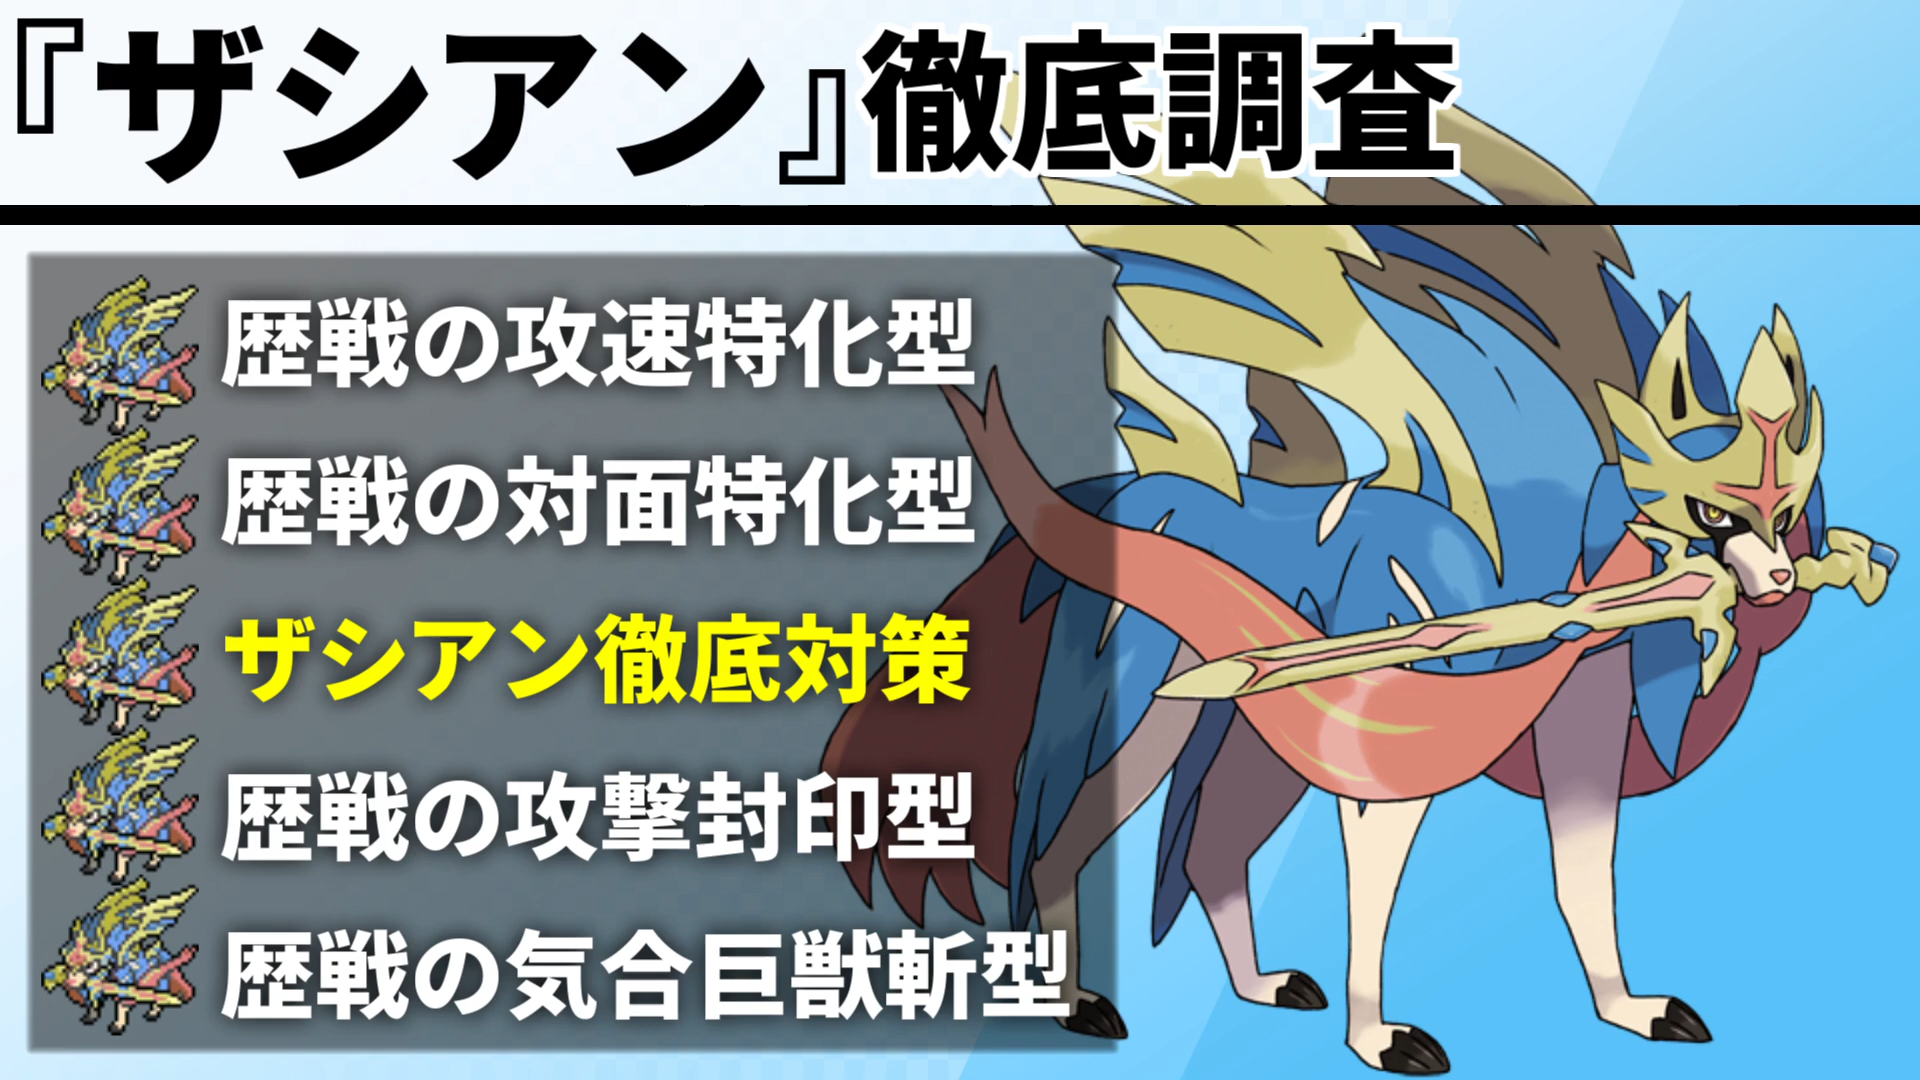 『ザシアン』徹底調査
歴戦の攻速特化型
歴戦の対面特化型
ザシアン徹底対策
歴戦の攻撃封印型
歴戦の気合巨獣斬型